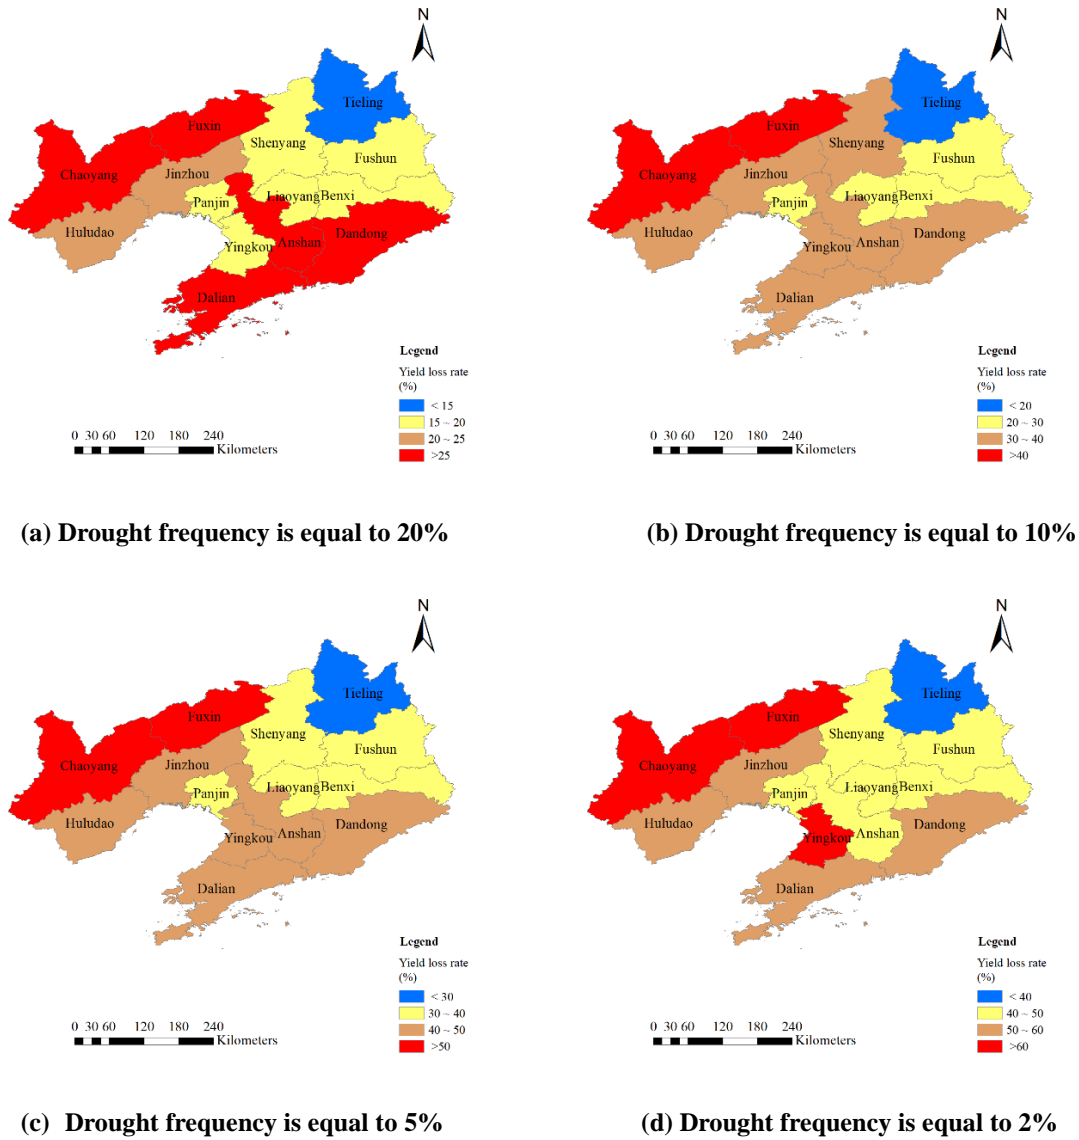 N
Tieling
Fuxin
Shenyang
Fushun
Chaoyang
Jinzhou
Panjin
Liaoyang
Benxi
Huludao
Yingkou
Anshan
Dandong
Dalian
Legend
Yield loss rate
(%)
< 15
15 ~ 20
20 ~ 25
>25
0 30 60 120 180 240
Kilometers
(a) Drought frequency is equal to 20%
N
Tieling
Fuxin
Shenyang
Fushun
Chaoyang
Jinzhou
Panjin
Liaoyang
Benxi
Huludao
Yingkou
Anshan
Dandong
Dalian
Legend
Yield loss rate
(%)
< 20
20 ~ 30
30 ~ 40
>40
0 30 60 120 180 240
Kilometers
(b) Drought frequency is equal to 10%
N
Tieling
Fuxin
Shenyang
Fushun
Chaoyang
Jinzhou
Panjin
Liaoyang
Benxi
Huludao
Yingkou
Anshan
Dandong
Dalian
Legend
Yield loss rate
(%)
< 30
30 ~ 40
40 ~ 50
>50
0 30 60 120 180 240
Kilometers
(c) Drought frequency is equal to 5%
N
Tieling
Fuxin
Shenyang
Fushun
Chaoyang
Jinzhou
Panjin
Liaoyang
Benxi
Huludao
Yingkou
Anshan
Dandong
Dalian
Legend
Yield loss rate
(%)
< 40
40 ~ 50
50 ~ 60
>60
0 30 60 120 180 240
Kilometers
(d) Drought frequency is equal to 2%